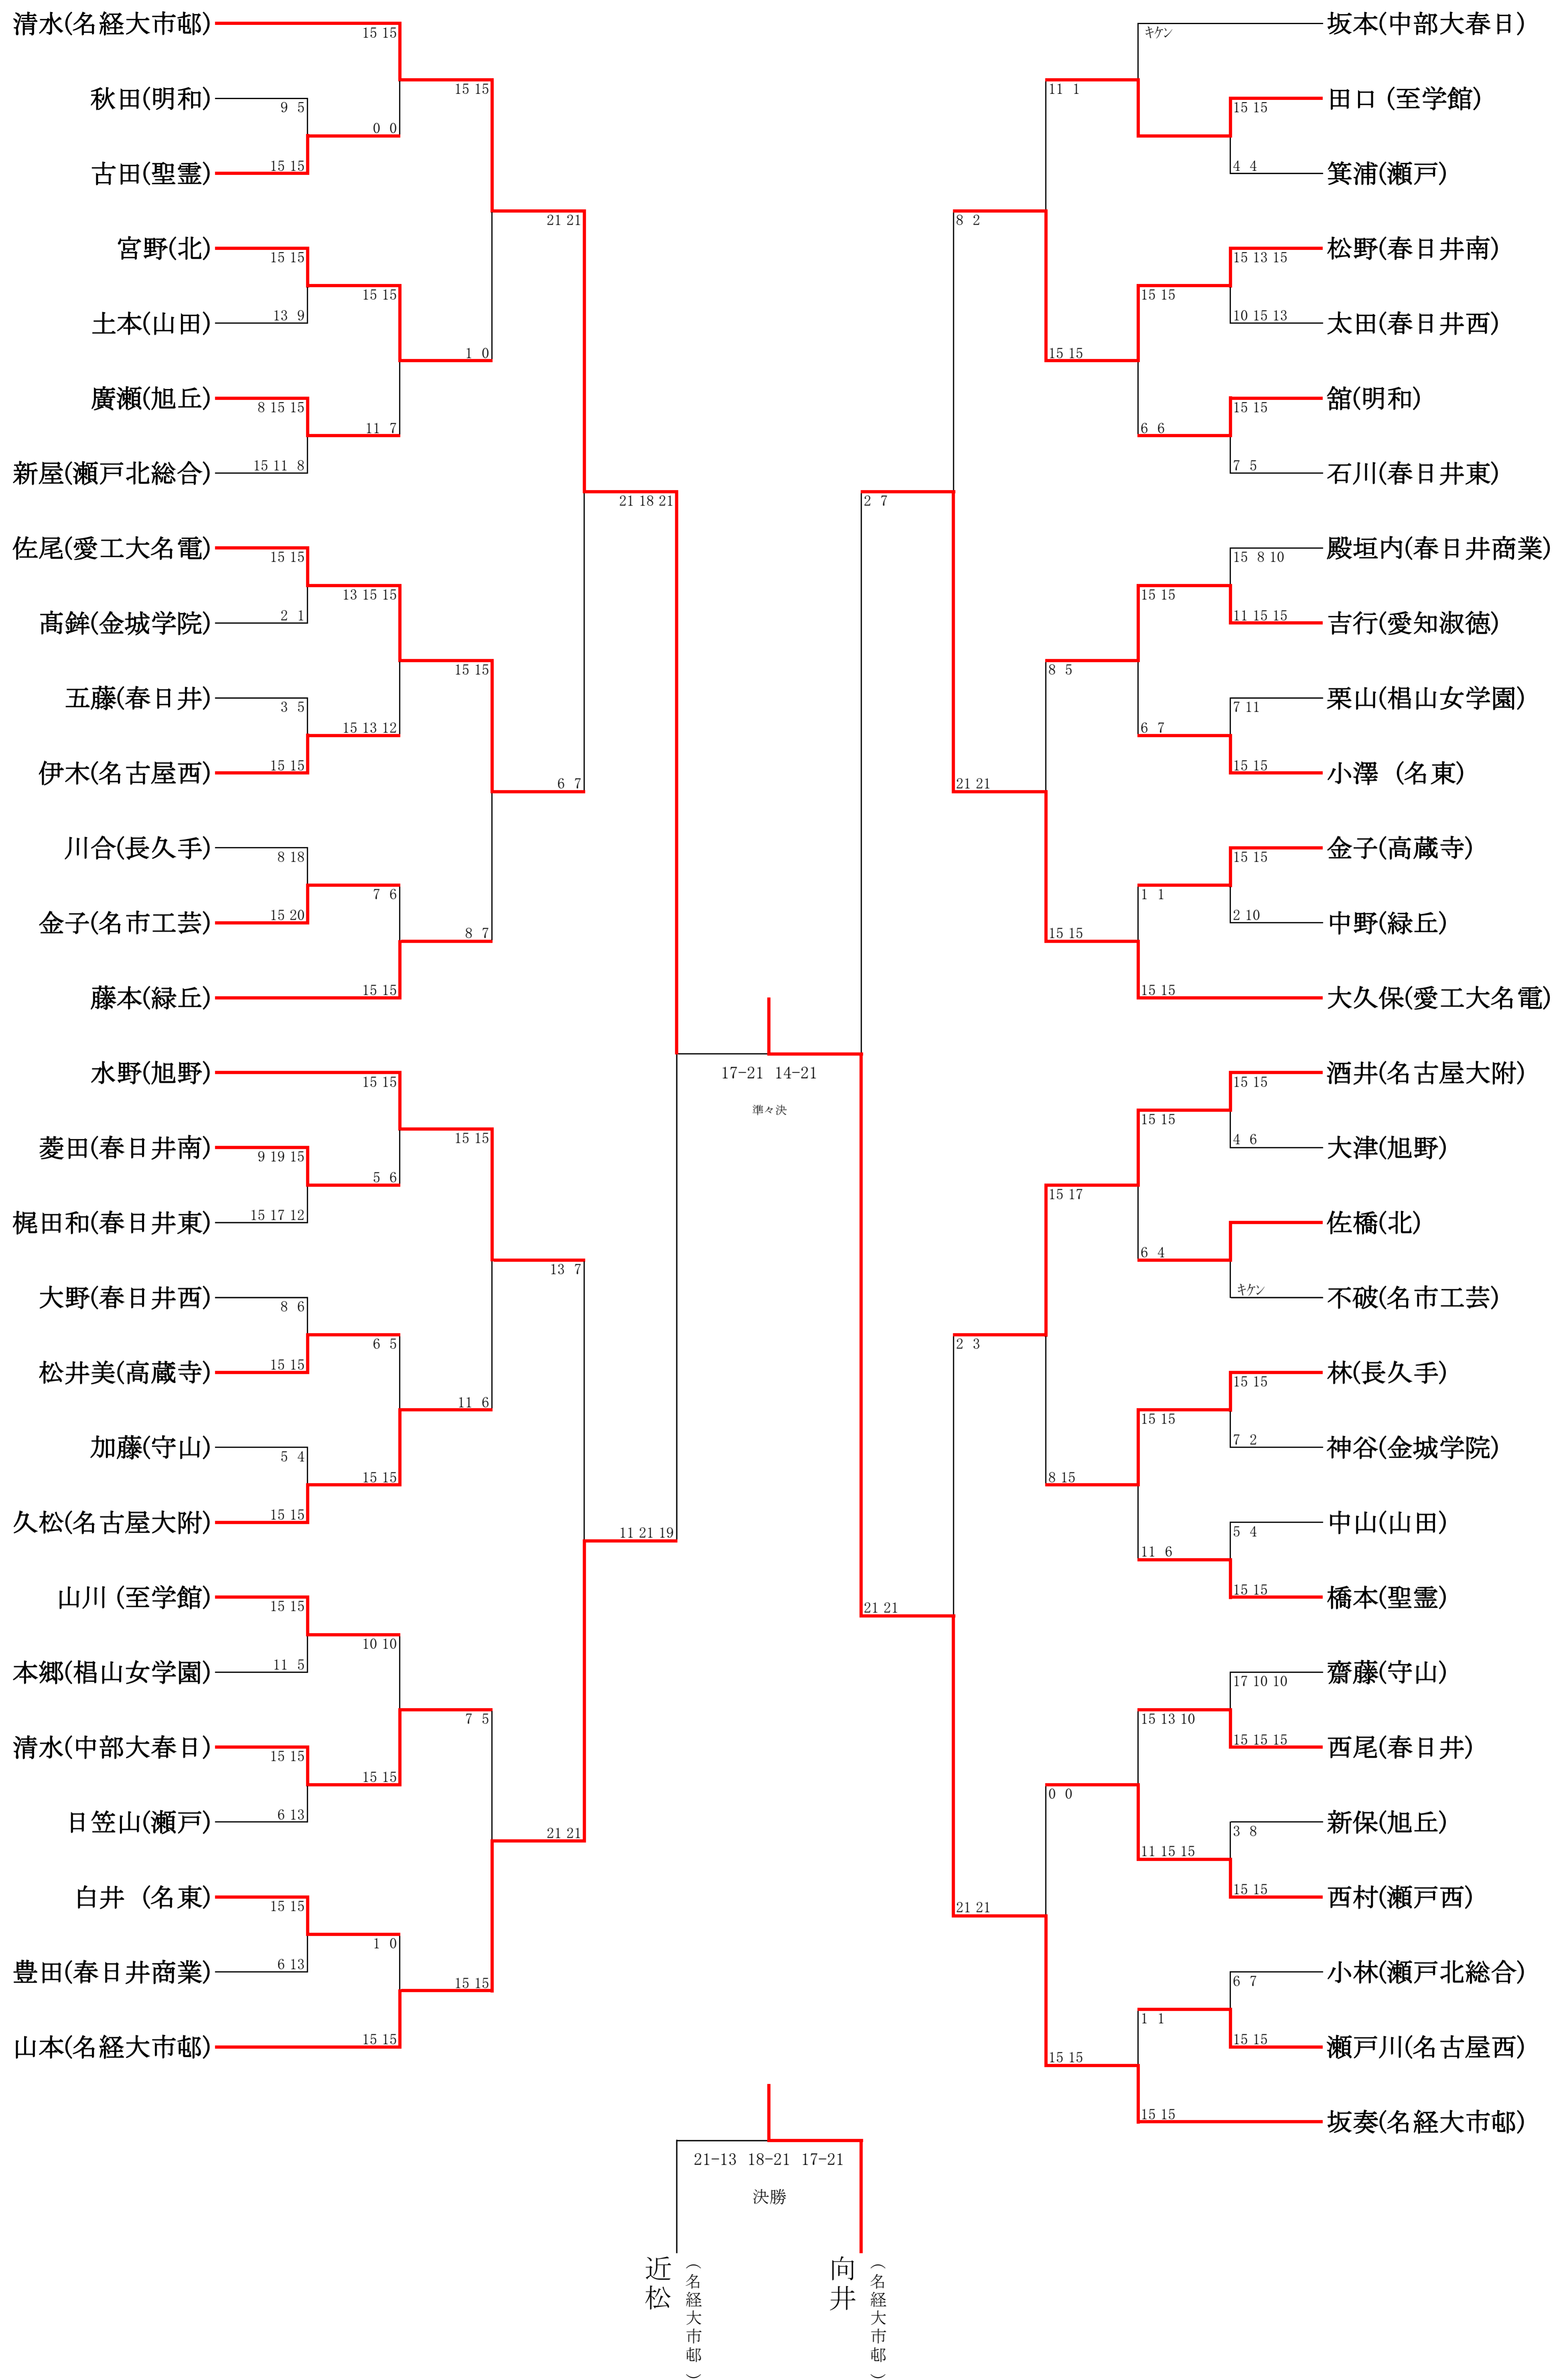 清水(名経大市邨)
15 15
秋田(明和)
9 5
15 15
0 0
古田(聖霊)
15 15
宮野(北)
15 15
21 21
15 15
土本(山田)
13 9
1 0
廣瀬(旭丘)
8 15 15
11 7
新屋(瀬戸北総合)
15 11 8
21 18 21
佐尾(愛工大名電)
15 15
13 15 15
髙鉾(金城学院)
2 1
15 15
五藤(春日井)
3 5
15 13 12
伊木(名古屋西)
15 15
6 7
川合(長久手)
8 18
7 6
金子(名市工芸)
15 20
8 7
藤本(緑丘)
15 15
水野(旭野)
15 15
15 15
菱田(春日井南)
9 19 15
5 6
梶田和(春日井東)
15 17 12
13 7
大野(春日井西)
8 6
6 5
松井美(高蔵寺)
15 15
11 6
加藤(守山)
5 4
15 15
久松(名古屋大附)
15 15
11 21 19
山川 (至学館)
15 15
10 10
本郷(椙山女学園)
11 5
7 5
清水(中部大春日)
15 15
15 15
日笠山(瀬戸)
6 13
21 21
白井 (名東)
15 15
1 0
豊田(春日井商業)
6 13
15 15
山本(名経大市邨)
15 15
17-21 14-21
準々決
坂本(中部大春日)
キケン
11 1
田口 (至学館)
15 15
箕浦(瀬戸)
4 4
8 2
松野(春日井南)
15 13 15
15 15
太田(春日井西)
10 15 13
15 15
舘(明和)
15 15
6 6
石川(春日井東)
7 5
2 7
殿垣内(春日井商業)
15 8 10
15 15
吉行(愛知淑徳)
11 15 15
8 5
栗山(椙山女学園)
7 11
6 7
小澤 (名東)
15 15
21 21
金子(高蔵寺)
15 15
1 1
中野(緑丘)
2 10
15 15
大久保(愛工大名電)
15 15
酒井(名古屋大附)
15 15
15 15
大津(旭野)
4 6
15 17
佐橋(北)
6 4
不破(名市工芸)
キケン
2 3
林(長久手)
15 15
15 15
神谷(金城学院)
7 2
8 15
中山(山田)
5 4
11 6
橋本(聖霊)
15 15
21 21
齋藤(守山)
17 10 10
15 13 10
西尾(春日井)
15 15 15
0 0
新保(旭丘)
3 8
11 15 15
西村(瀬戸西)
15 15
21 21
小林(瀬戸北総合)
6 7
1 1
瀬戸川(名古屋西)
15 15
15 15
坂奏(名経大市邨)
15 15
21-13 18-21 17-21
決勝
近松
(名経大市邨)
向井
(名経大市邨)